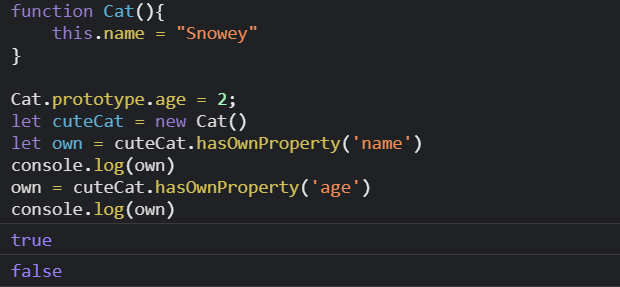 function Cat(){
    this.name = "Snowey"
}

Cat.prototype.age = 2;
let cuteCat = new Cat()
let own = cuteCat.hasOwnProperty('name')
console.log(own)
own = cuteCat.hasOwnProperty('age')
console.log(own)
true
false